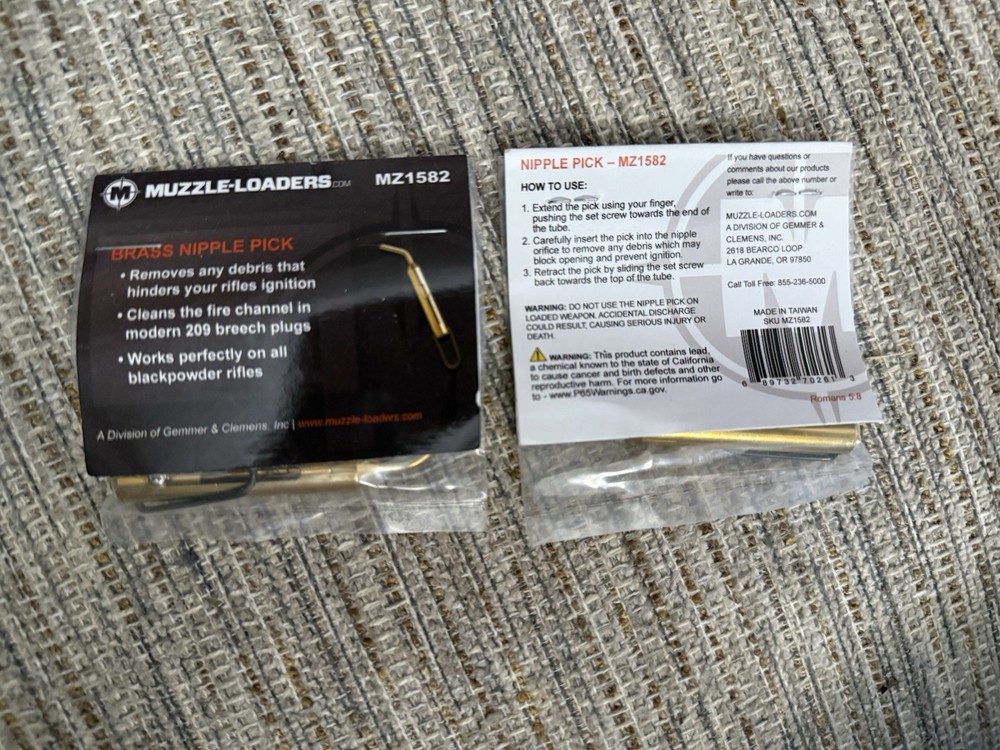 MUZZLE-LOADERS.COM MZ1582
BRASS NIPPLE PICK
• Removes any debris that
hinders your rifles ignition
• Cleans the fire channel in
modern 209 breech plugs
• Works perfectly on all
blackpowder rifles
A Division of Gemmer & Clemens, Inc | www.muzzle-loaders.com
NIPPLE PICK – MZ1582
HOW TO USE:
1. Extend the pick using your finger,
pushing the set screw towards the end of
the tube.
2. Carefully insert the pick into the nipple
orifice to remove any debris which may
block opening and prevent ignition.
3. Retract the pick by sliding the set screw
back towards the top of the tube.
WARNING: DO NOT USE THE NIPPLE PICK ON
LOADED WEAPON. ACCIDENTAL DISCHARGE
COULD RESULT, CAUSING SERIOUS INJURY OR
DEATH.
WARNING: This product contains lead,
a chemical known to the state of California
to cause cancer and birth defects and other
reproductive harm. For more information go
to - www.P65Warnings.ca.gov.
If you have questions or
comments about our products
please call the above number or
write to:
MUZZLE-LOADERS.COM
A DIVISION OF GEMMER &
CLEMENS, INC.
2618 BEARCO LOOP
LA GRANDE, OR 97850
Call Toll Free: 855-236-5000
MADE IN TAIWAN
SKU MZ1582
6 89732 70281 3
Romans 5:8